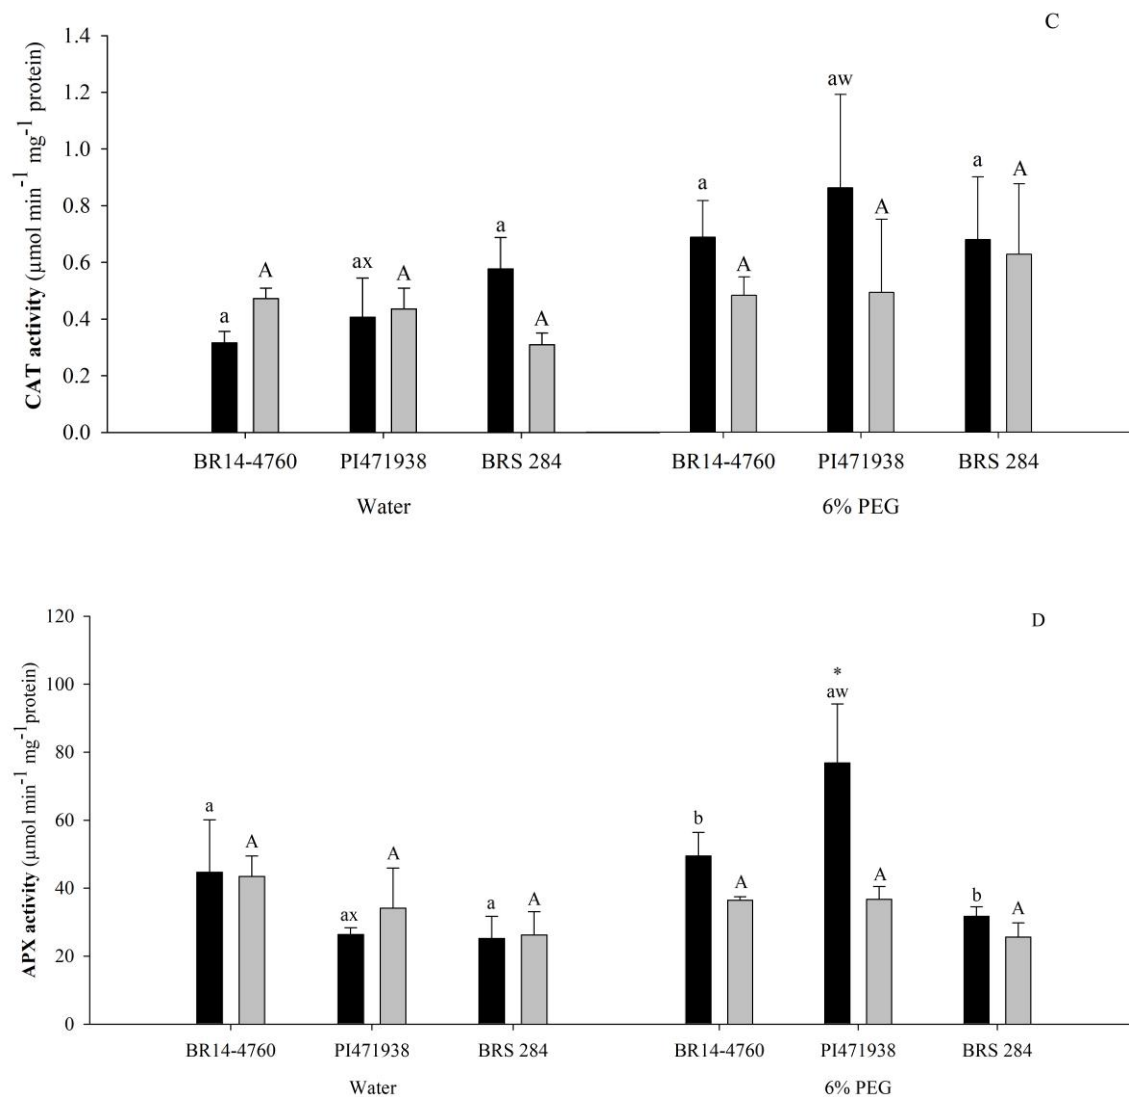 C
CAT activity (µmol min⁻¹ mg⁻¹ protein)
1.4
1.2
1.0
0.8
0.6
0.4
0.2
0.0
a A ax A a A a A aw A a A
BR14-4760 PI471938 BRS 284 BR14-4760 PI471938 BRS 284
Water 6% PEG
D
APX activity (µmol min⁻¹ mg⁻¹ protein)
120
100
80
60
40
20
0
*
a A ax A a A b A aw A b A
BR14-4760 PI471938 BRS 284 BR14-4760 PI471938 BRS 284
Water 6% PEG